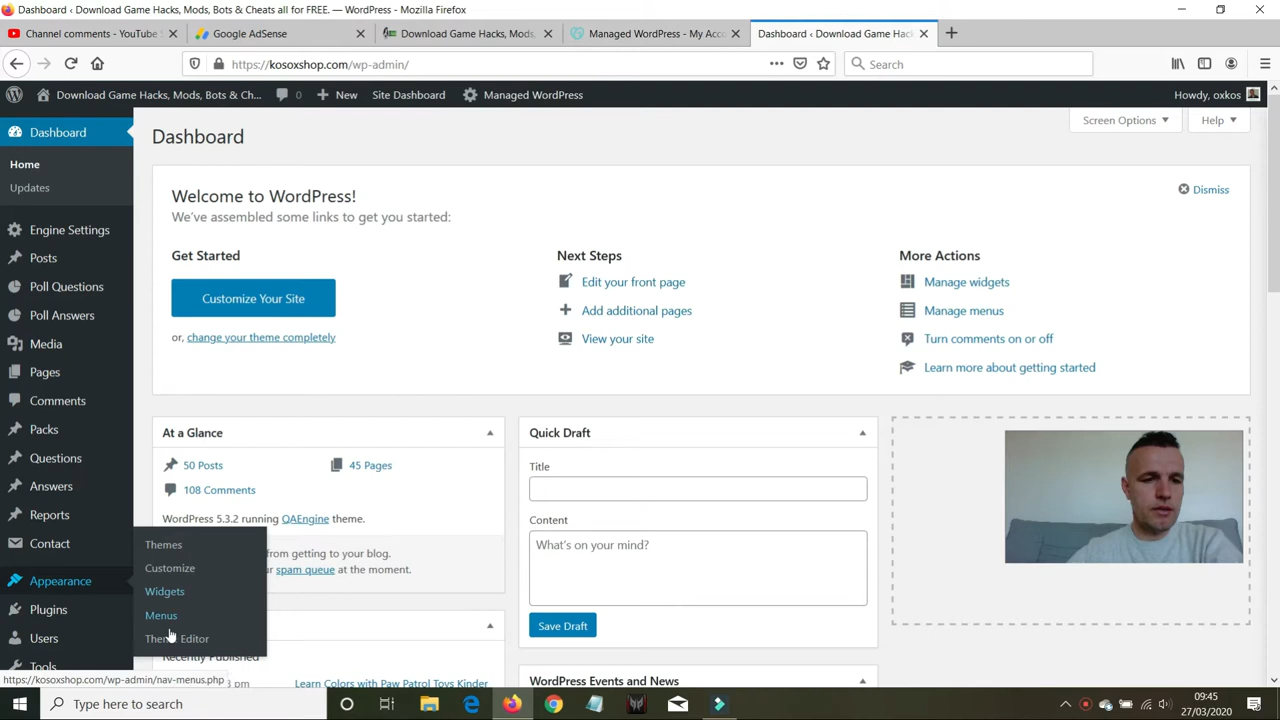 Dashboard ‹ Download Game Hacks, Mods, Bots & Cheats all for FREE. — WordPress - Mozilla Firefox
Channel comments - YouTube
Google AdSense
Download Game Hacks, Mods,
Managed WordPress - My Acc
Dashboard ‹ Download Game Hac
https://kosoxshop.com/wp-admin/
Search
Download Game Hacks, Mods, Bots & Ch...
0
New
Site Dashboard
Managed WordPress
Howdy, oxkos
Dashboard
Home
Updates
Engine Settings
Posts
Poll Questions
Poll Answers
Media
Pages
Comments
Packs
Questions
Answers
Reports
Contact
Appearance
Plugins
Users
Tools
Themes
Customize
Widgets
Menus
Editor
Dashboard
Screen Options
Help
Welcome to WordPress!
We've assembled some links to get you started:
Dismiss
Get Started
Customize Your Site
or, change your theme completely
Next Steps
Edit your front page
Add additional pages
View your site
More Actions
Manage widgets
Manage menus
Turn comments on or off
Learn more about getting started
At a Glance
50 Posts
45 Pages
108 Comments
WordPress 5.3.2 running QAEngine theme.
from getting to your blog.
spam queue at the moment.
Recently Published
Learn Colors with Paw Patrol Toys Kinder
Quick Draft
Title
Content
What's on your mind?
Save Draft
WordPress Events and News
https://kosoxshop.com/wp-admin/nav-menus.php
Type here to search
09:45
27/03/2020